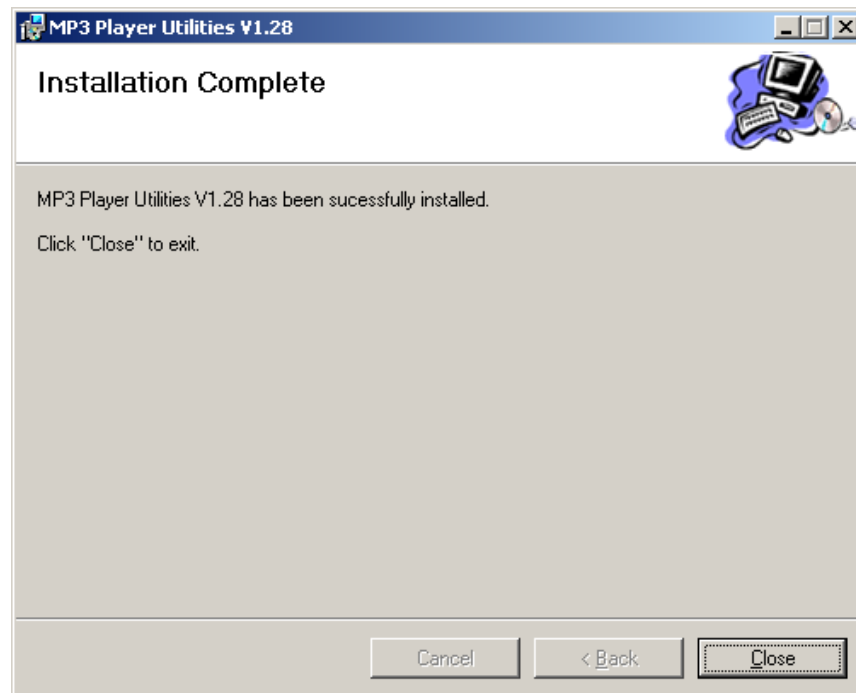 MP3 Player Utilities V1.28
Installation Complete
MP3 Player Utilities V1.28 has been sucessfully installed.
Click "Close" to exit.
Cancel
< Back
Close